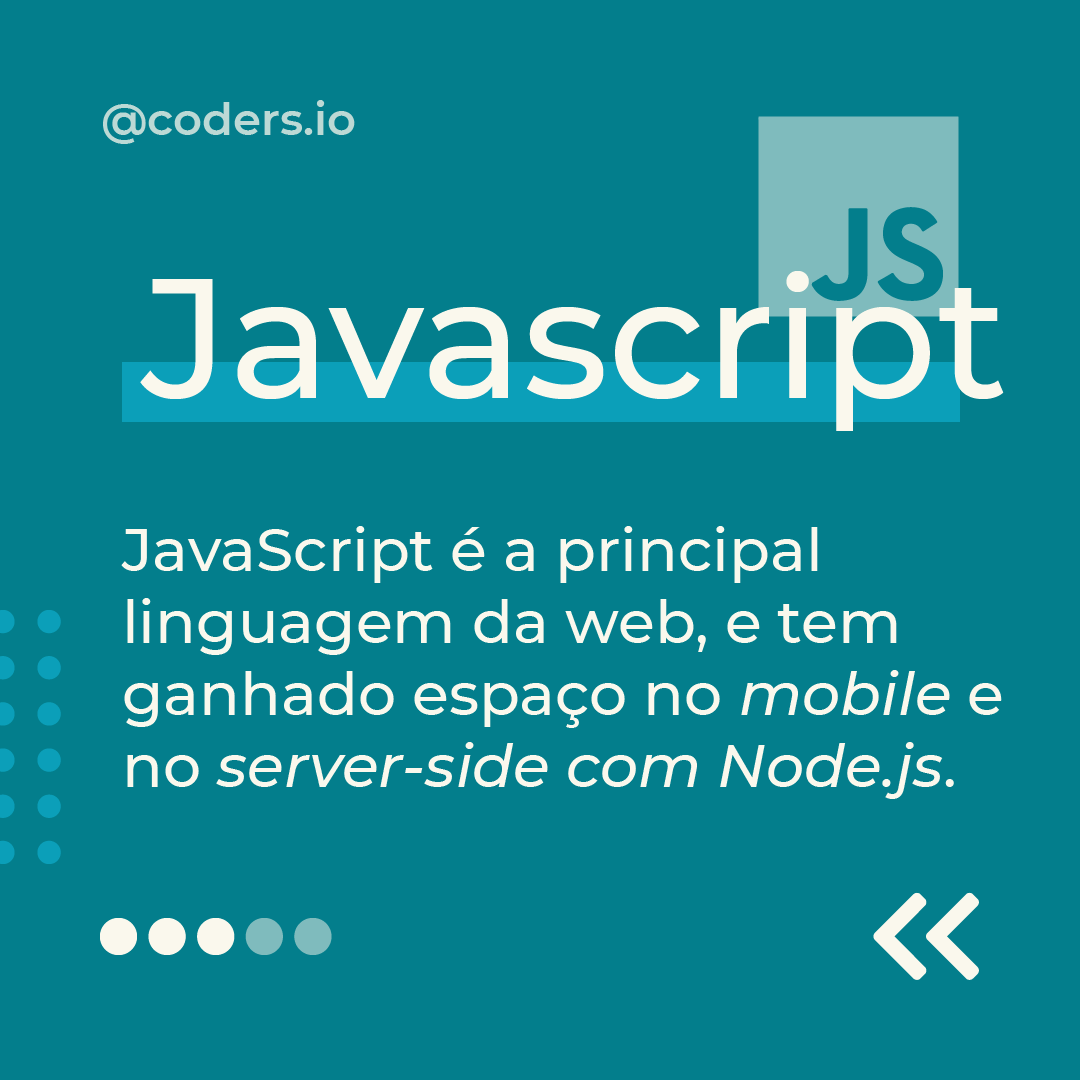 @coders.io
JS
Javascript
JavaScript é a principal
linguagem da web, e tem
ganhado espaço no mobile e
no server-side com Node.js.